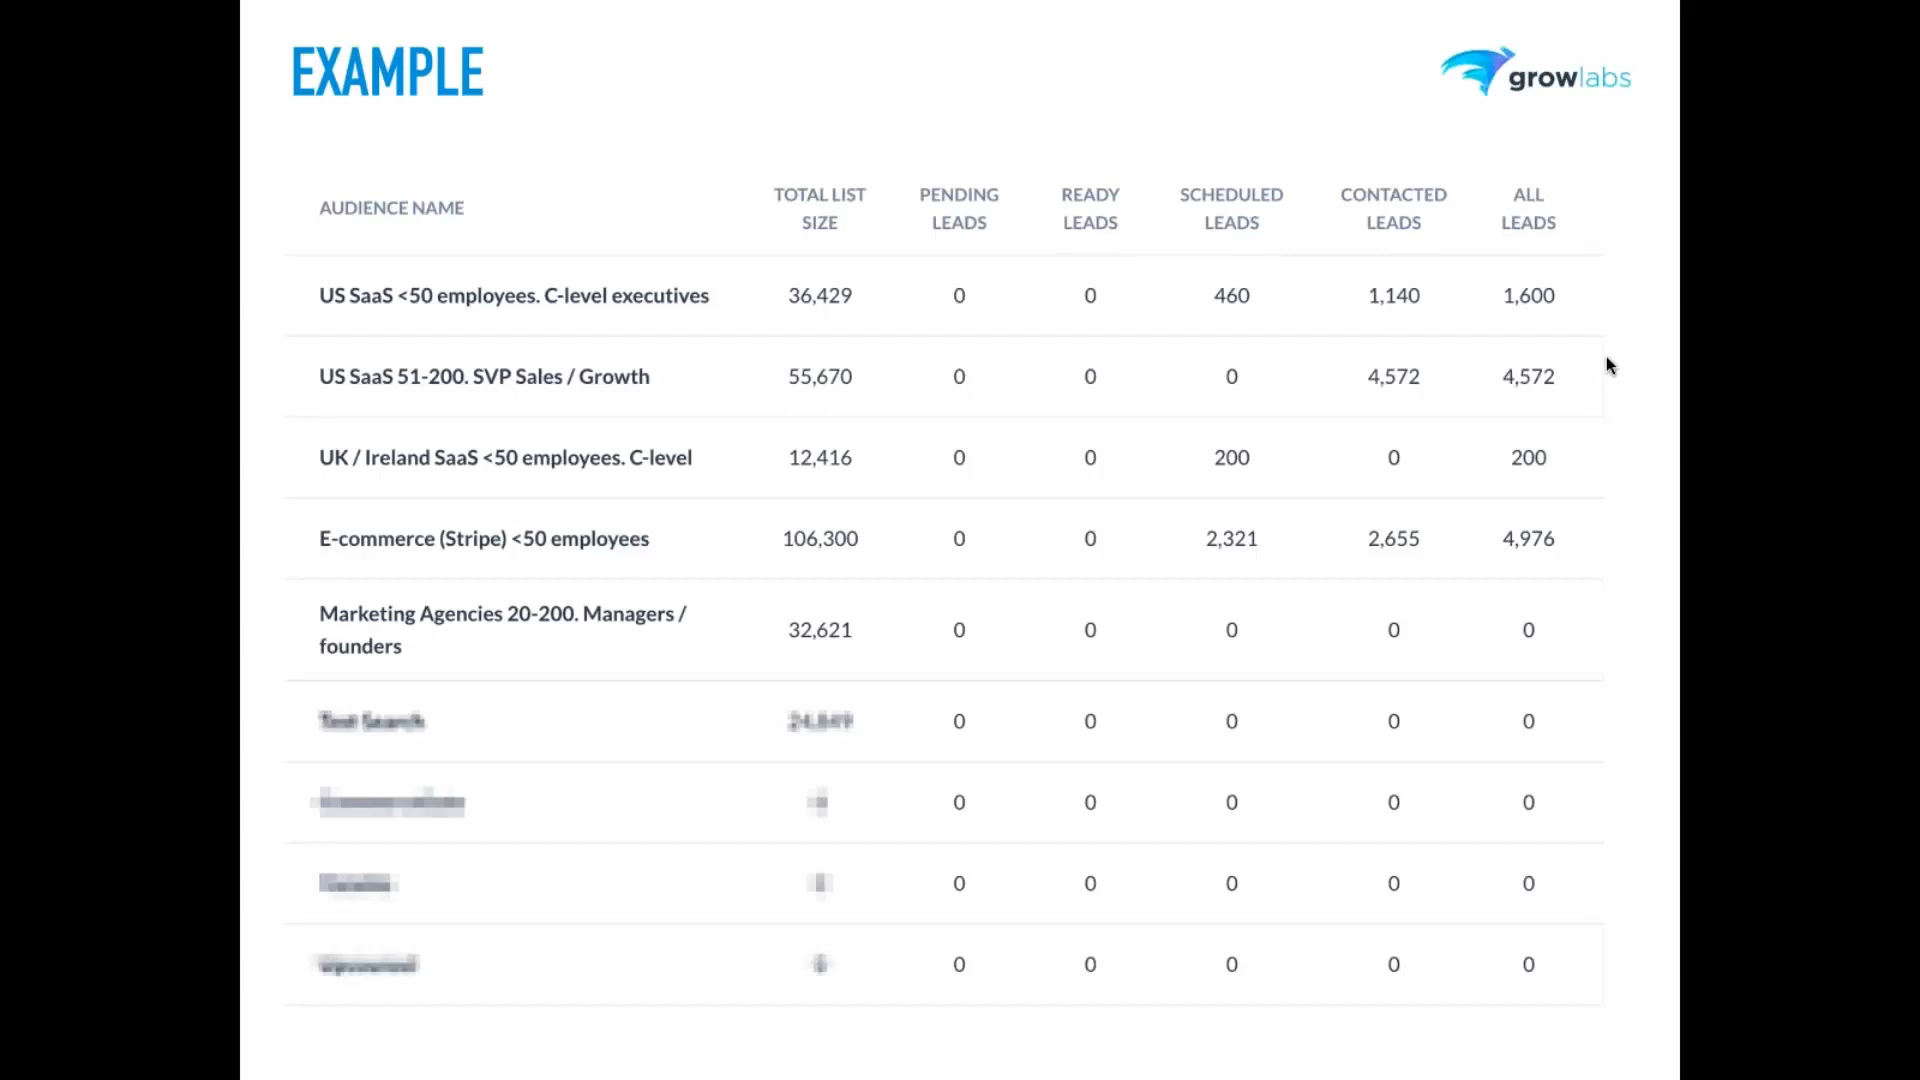 EXAMPLE
growlabs
AUDIENCE NAME TOTAL LIST SIZE PENDING LEADS READY LEADS SCHEDULED LEADS CONTACTED LEADS ALL LEADS
US SaaS <50 employees. C-level executives 36,429 0 0 460 1,140 1,600
US SaaS 51-200. SVP Sales / Growth 55,670 0 0 0 4,572 4,572
UK / Ireland SaaS <50 employees. C-level 12,416 0 0 200 0 200
E-commerce (Stripe) <50 employees 106,300 0 0 2,321 2,655 4,976
Marketing Agencies 20-200. Managers /
founders 32,621 0 0 0 0 0
0 0 0 0 0
0 0 0 0 0
0 0 0 0 0
0 0 0 0 0